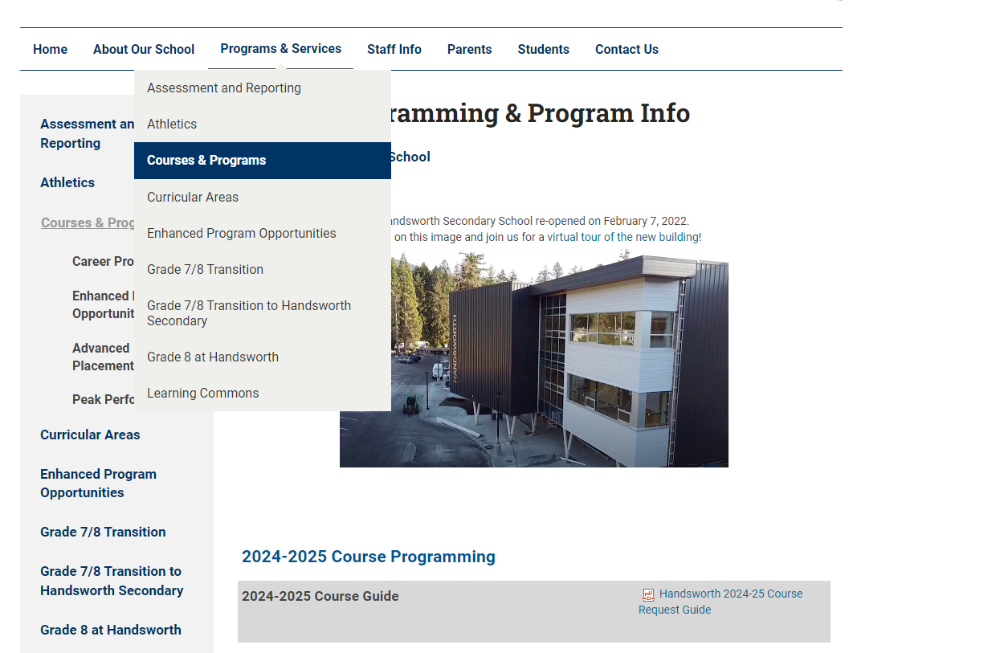 Home About Our School Programs & Services Staff Info Parents Students Contact Us
Assessment and Reporting
Athletics
Courses & Programs
Curricular Areas
Enhanced Program Opportunities
Grade 7/8 Transition
Grade 7/8 Transition to Handsworth
Secondary
Grade 8 at Handsworth
Learning Commons
Assessment an
Reporting
Athletics
Courses & Prog
Career Pro
Enhanced
Opportunit
Advanced
Placement
Peak Perfo
Curricular Areas
Enhanced Program
Opportunities
Grade 7/8 Transition
Grade 7/8 Transition to
Handsworth Secondary
Grade 8 at Handsworth
ramming & Program Info
School
andsworth Secondary School re-opened on February 7, 2022.
on this image and join us for a virtual tour of the new building!
HANDSWORTH
2024-2025 Course Programming
2024-2025 Course Guide
pdf Handsworth 2024-25 Course
Request Guide